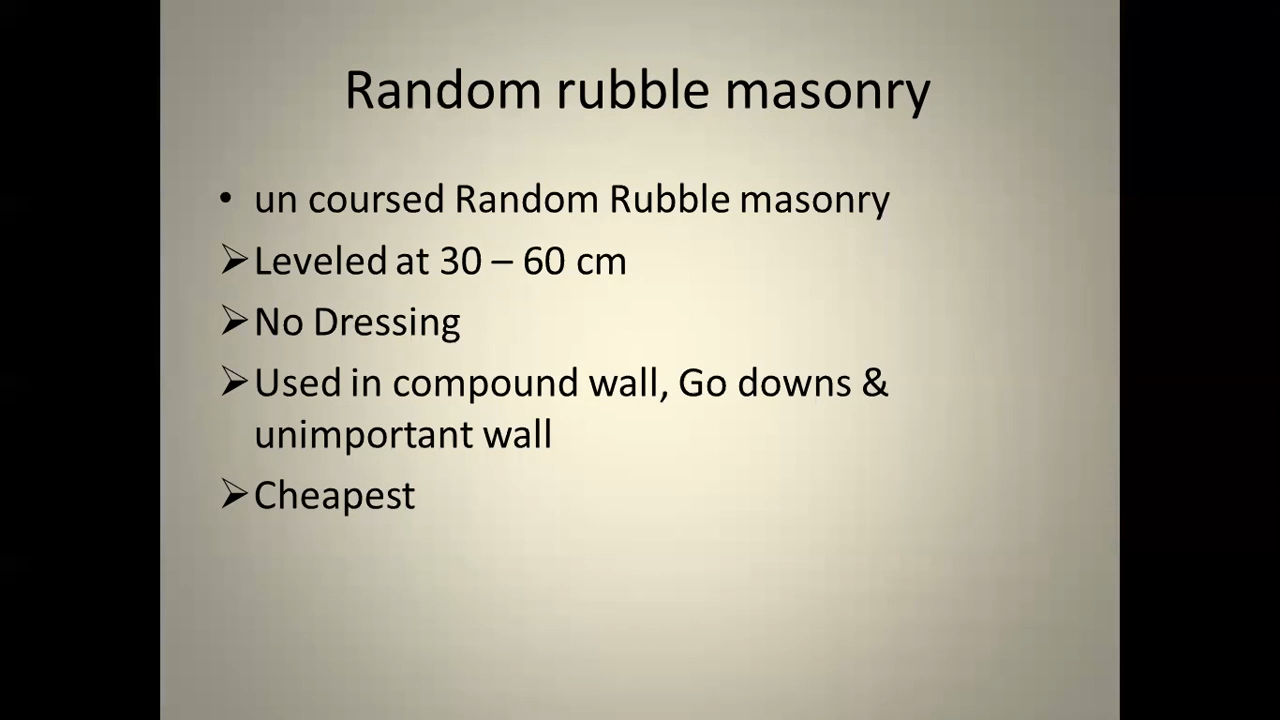 Random rubble masonry
• un coursed Random Rubble masonry
➢Leveled at 30 – 60 cm
➢No Dressing
➢Used in compound wall, Go downs &
unimportant wall
➢Cheapest